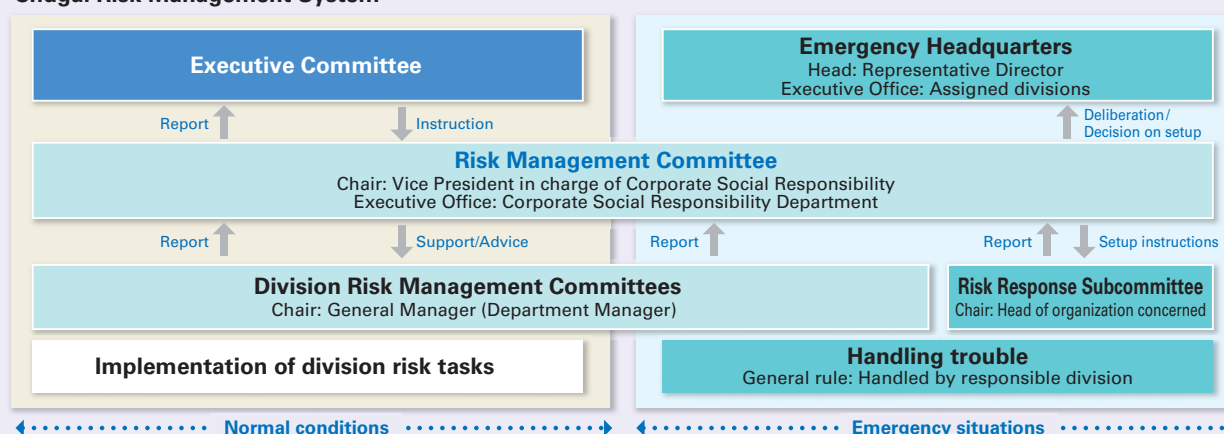 Chugai Risk Management System
Executive Committee
Emergency Headquarters
Head: Representative Director
Executive Office: Assigned divisions
Report
Instruction
Deliberation/
Decision on setup
Risk Management Committee
Chair: Vice President in charge of Corporate Social Responsibility
Executive Office: Corporate Social Responsibility Department
Report
Support/Advice
Report
Report
Setup instructions
Division Risk Management Committees
Chair: General Manager (Department Manager)
Risk Response Subcommittee
Chair: Head of organization concerned
Implementation of division risk tasks
Handling trouble
General rule: Handled by responsible division
Normal conditions
Emergency situations